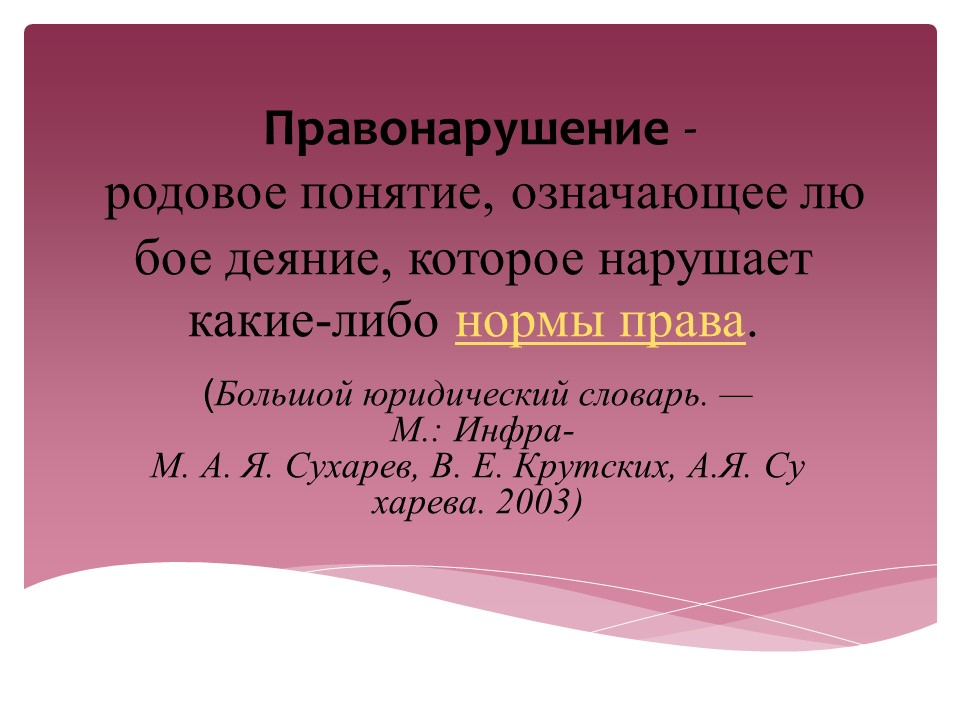 Правонарушение -
родовое понятие, означающее лю
бое деяние, которое нарушает
какие-либо нормы права.
(Большой юридический словарь. —
М.: Инфра-
М. А. Я. Сухарев, В. Е. Крутских, А.Я. Су
харева. 2003)